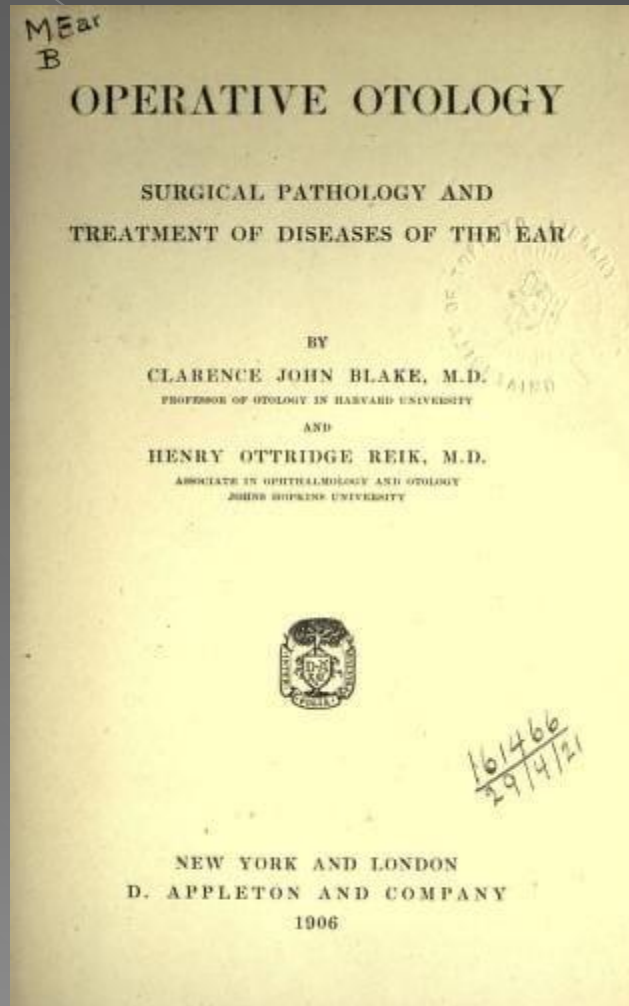 MEar
B
OPERATIVE OTOLOGY
SURGICAL PATHOLOGY AND
TREATMENT OF DISEASES OF THE EAR
BY
CLARENCE JOHN BLAKE, M.D.
PROFESSOR OF OTOLOGY IN HARVARD UNIVERSITY
AND
HENRY OTTRIDGE REIK, M.D.
ASSOCIATE IN OPHTHALMOLOGY AND OTOLOGY
JOHNS HOPKINS UNIVERSITY
161466
29/4/21
NEW YORK AND LONDON
D. APPLETON AND COMPANY
1906